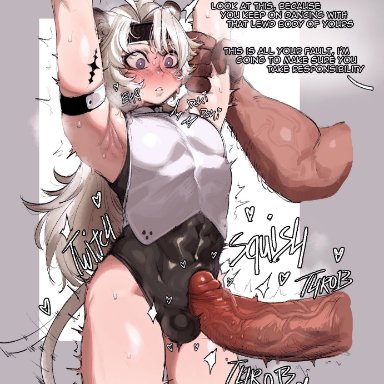 LOOK AT THIS, BECAUSE
YOU KEEP ON DANCING WITH
THAT LEWD BODY OF YOURS
THIS IS ALL YOUR FAULT, I'M
GOING TO MAKE SURE YOU
TAKE RESPONSIBILITY
TWITCH
SQUISH
THROB
THROB